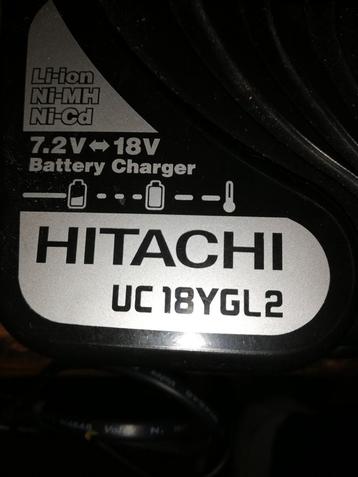 Li-ion
Ni-MH
Ni-Cd
7.2V ↔ 18V
Battery Charger
HITACHI
UC 18YGL2